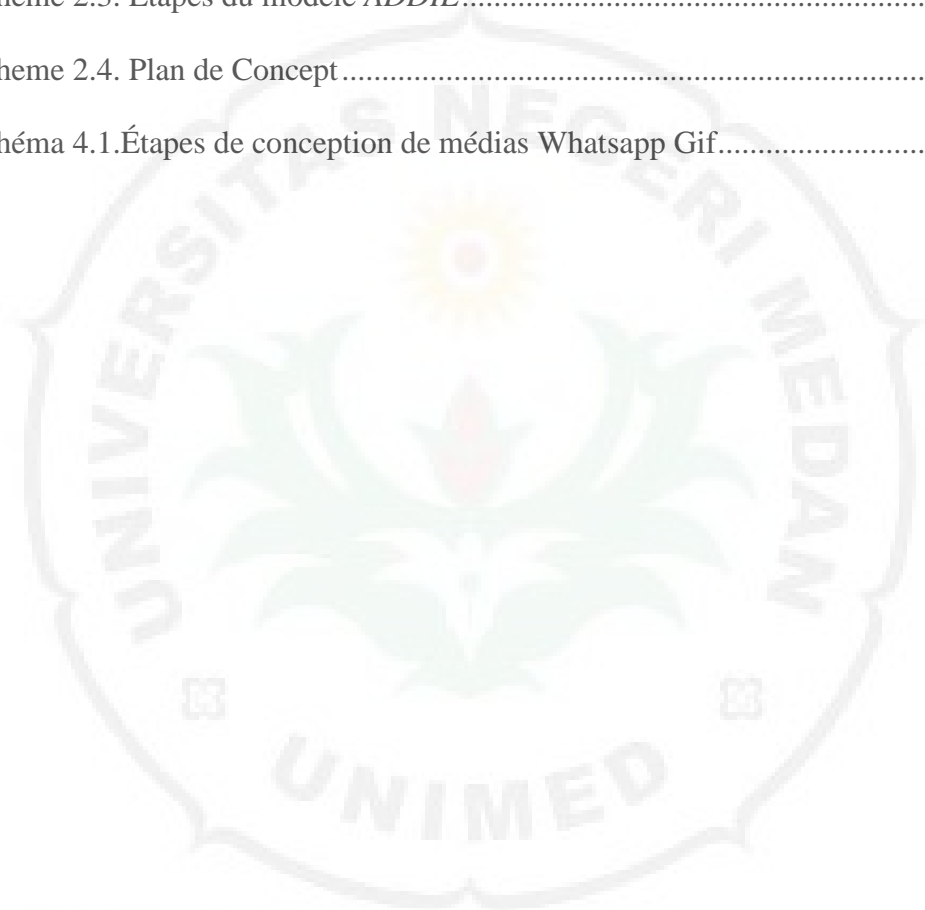 heme 2.3. Étapes du modèle ADDIE
heme 2.4. Plan de Concept
héma 4.1.Étapes de conception de médias Whatsapp Gif
UNIVERSITAS NEGERI MEDAN
UNIMED